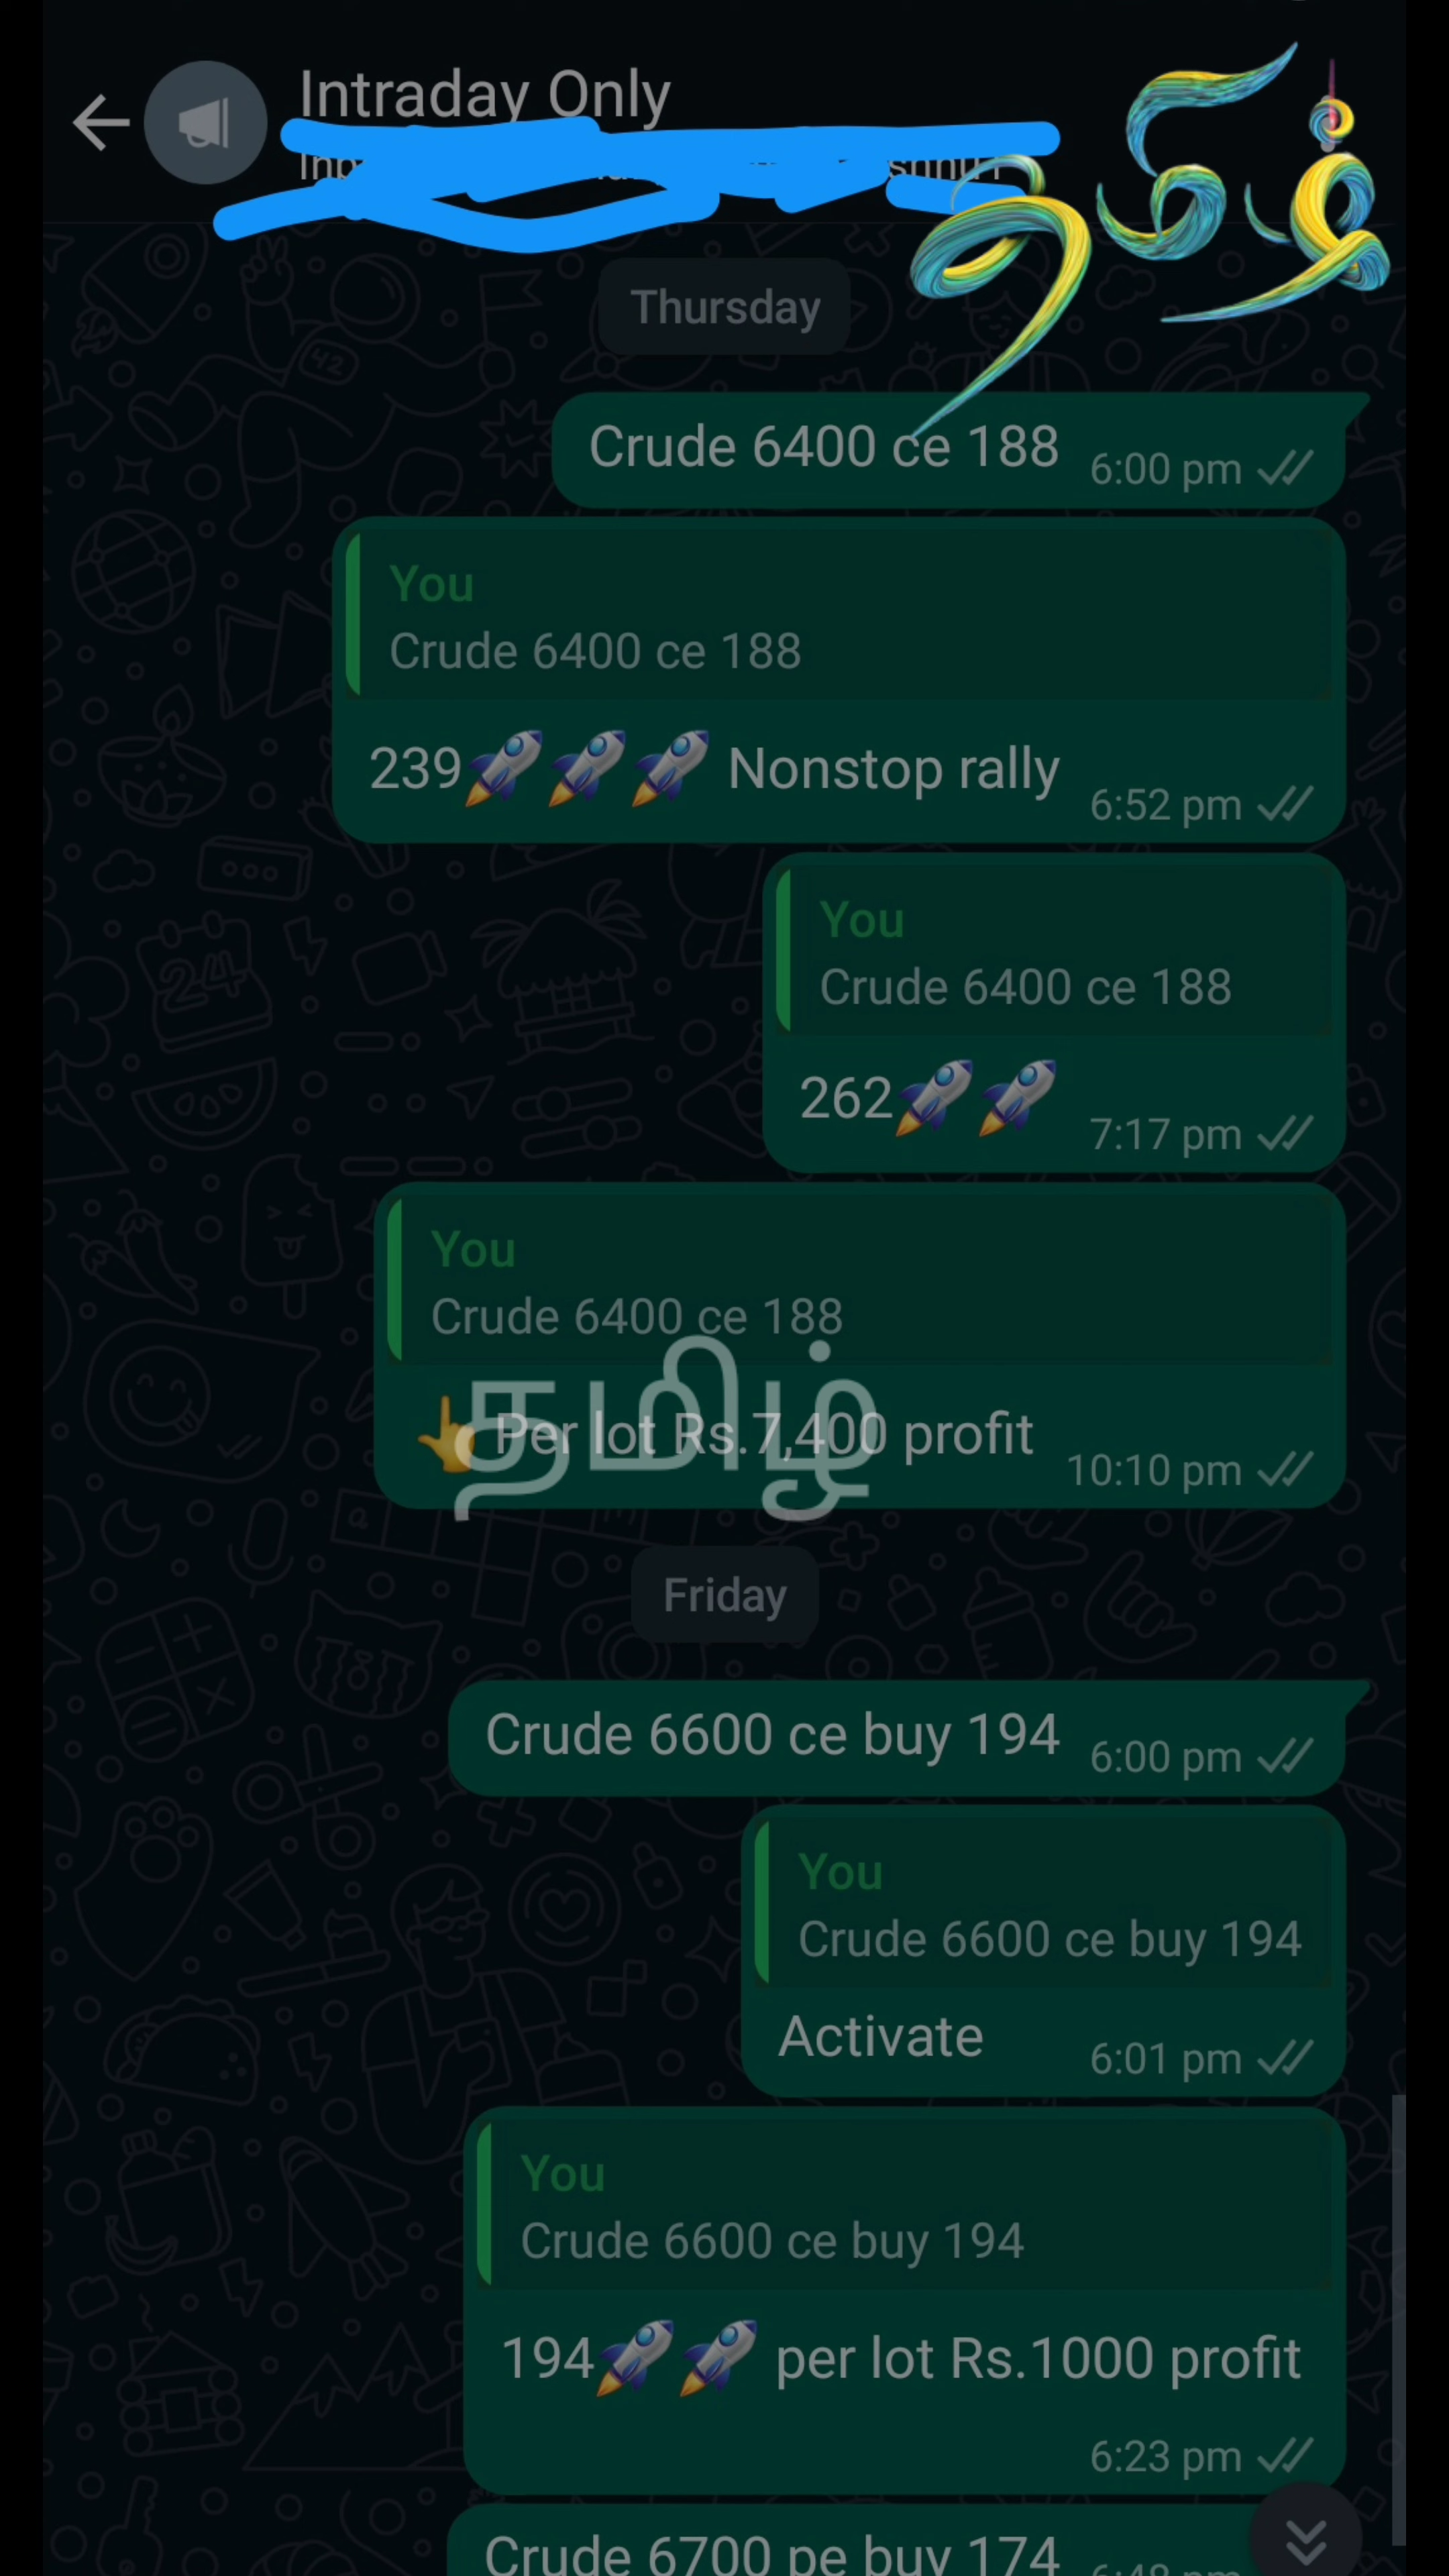 Intraday Only
தமிழ்
Thursday
Crude 6400 ce 188 6:00 pm
You
Crude 6400 ce 188
239🚀🚀🚀 Nonstop rally 6:52 pm
You
Crude 6400 ce 188
262🚀🚀 7:17 pm
You
Crude 6400 ce 188
👆 Per lot Rs.7,400 profit 10:10 pm
தமிழ்
Friday
Crude 6600 ce buy 194 6:00 pm
You
Crude 6600 ce buy 194
Activate 6:01 pm
You
Crude 6600 ce buy 194
194🚀🚀 per lot Rs.1000 profit
6:23 pm
Crude 6700 pe buy 174